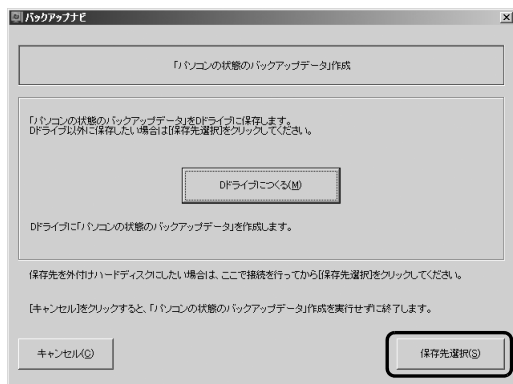 バックアップナビ
「パソコンの状態のバックアップデータ」作成
「パソコンの状態のバックアップデータ」をDドライブに保存します。
Dドライブ以外に保存したい場合は[保存先選択]をクリックしてください。
Dドライブにつくる(M)
Dドライブに「パソコンの状態のバックアップデータ」を作成します。
保存先を外付けハードディスクにしたい場合は、ここで接続を行ってから[保存先選択]をクリックしてください。
[キャンセル]をクリックすると、「パソコンの状態のバックアップデータ」作成を実行せずに終了します。
キャンセル(C)
保存先選択(S)